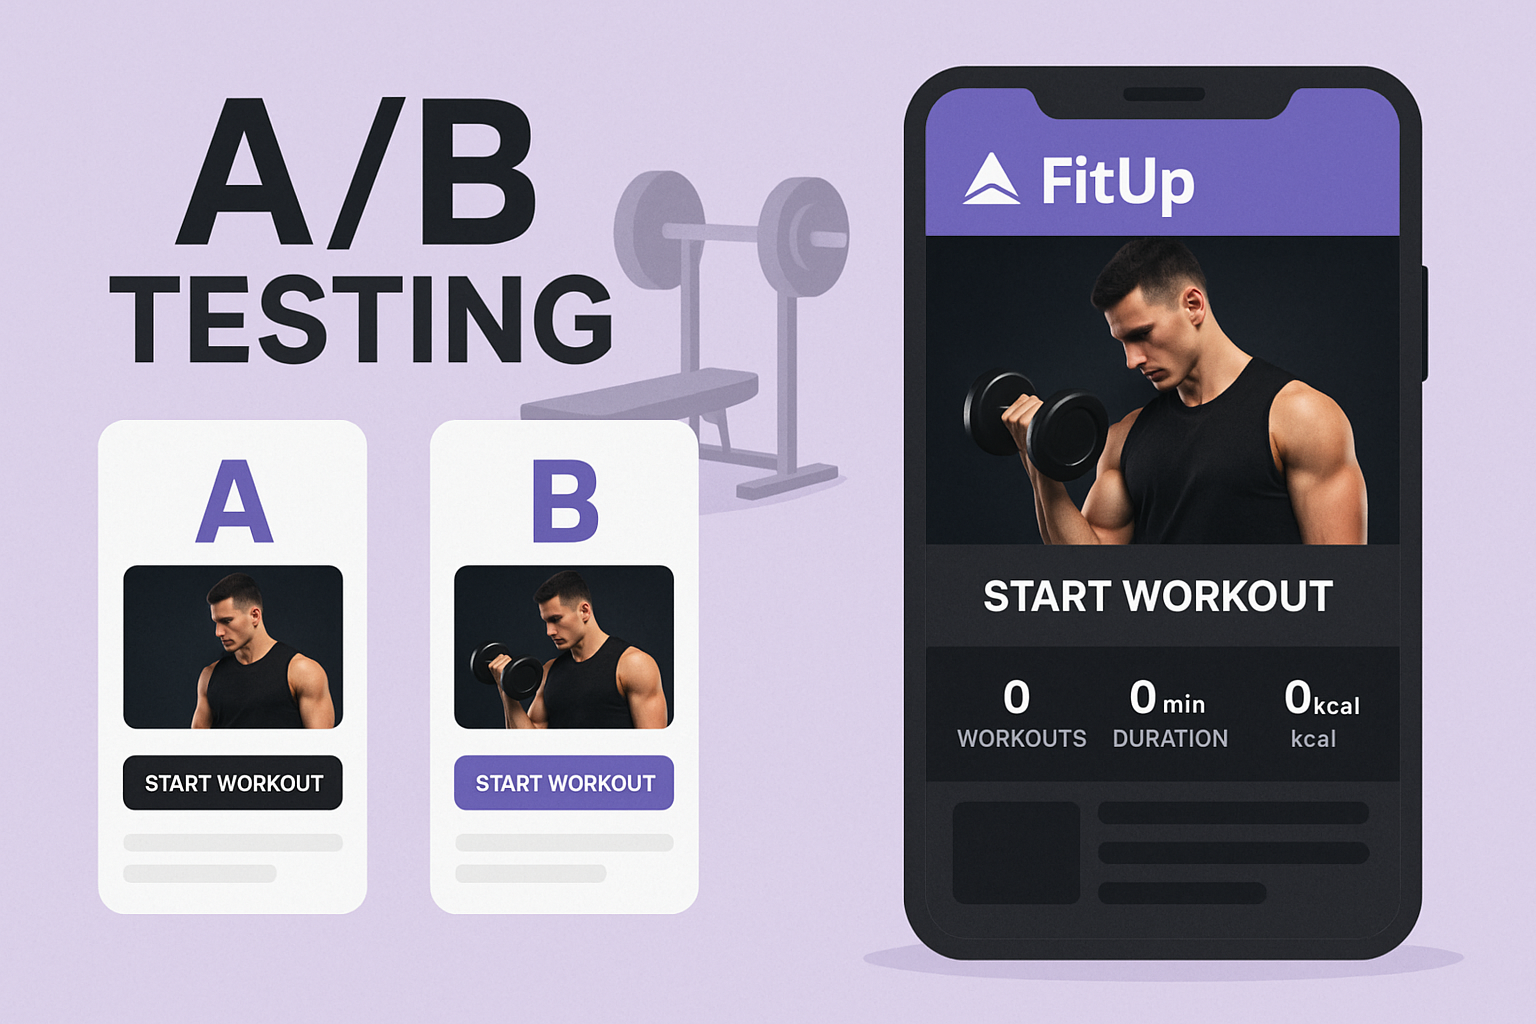 A/B
TESTING
A
START WORKOUT
B
START WORKOUT
FitUp
START WORKOUT
0
WORKOUTS
0 min
DURATION
0kcal
kcal